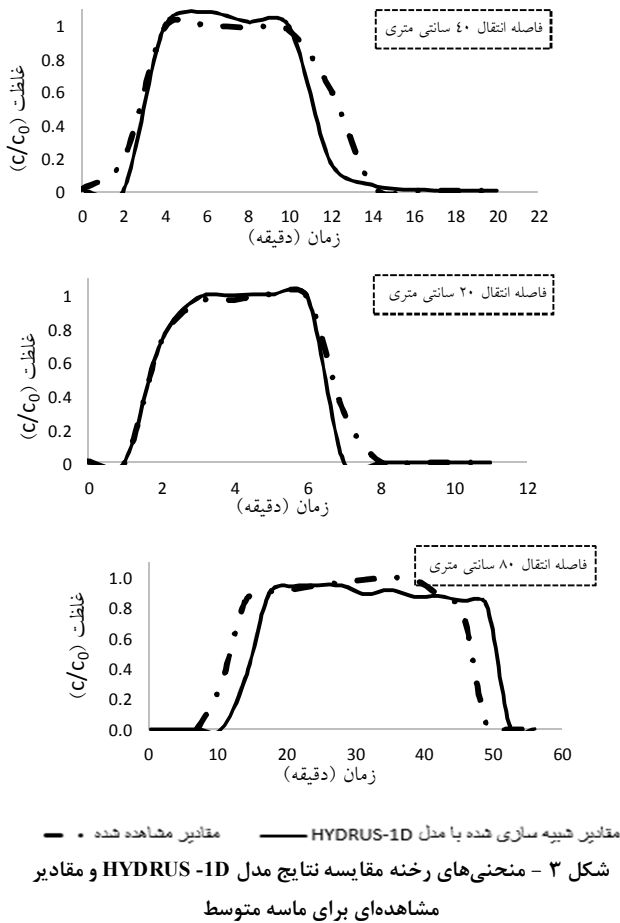 فاصله انتقال ٤٠ سانتی متری
غلظت (c/c₀)
1
0.8
0.6
0.4
0.2
0
0 2 4 6 8 10 12 14 16 18 20 22
زمان (دقیقه)
فاصله انتقال ٢٠ سانتی متری
غلظت (c/c₀)
1
0.8
0.6
0.4
0.2
0
0 2 4 6 8 10 12
زمان (دقیقه)
فاصله انتقال ٨٠ سانتی متری
غلظت (c/c₀)
1.0
0.8
0.6
0.4
0.2
0.0
0 10 20 30 40 50 60
زمان (دقیقه)
مقادیر شبیه سازی شده با مدل HYDRUS-1D مقادیر مشاهده شده
شکل ۳ - منحنی‌های رخنه مقایسه نتایج مدل HYDRUS -1D و مقادیر
مشاهده‌ای برای ماسه متوسط